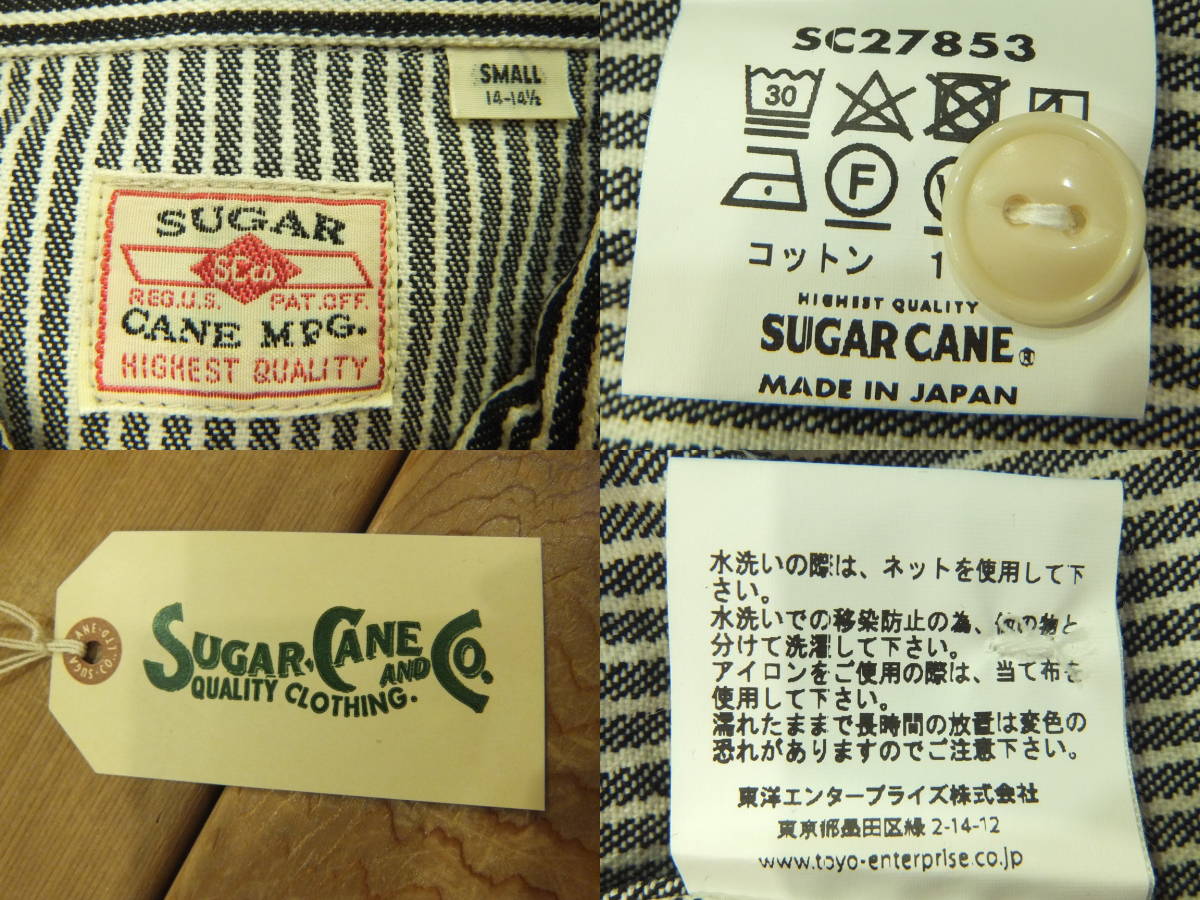 SMALL
14-14½
SUGAR
SCCo
REG.U.S. PAT.OFF.
CANE MFG.
HIGHEST QUALITY
SC27853
30
F
コットン 1
HIGHEST QUALITY
SUGAR CANE®
MADE IN JAPAN
SUGAR CANE
AND Co.
QUALITY CLOTHING.
水洗いの際は、ネットを使用して下
さい。
水洗いでの移染防止の為、他の物と
分けて洗濯して下さい。
アイロンをご使用の際は、当て布を
使用して下さい。
濡れたままで長時間の放置は変色の
恐れがありますのでご注意下さい。
東洋エンタープライズ株式会社
東京都墨田区緑 2-14-12
www.toyo-enterprise.co.jp